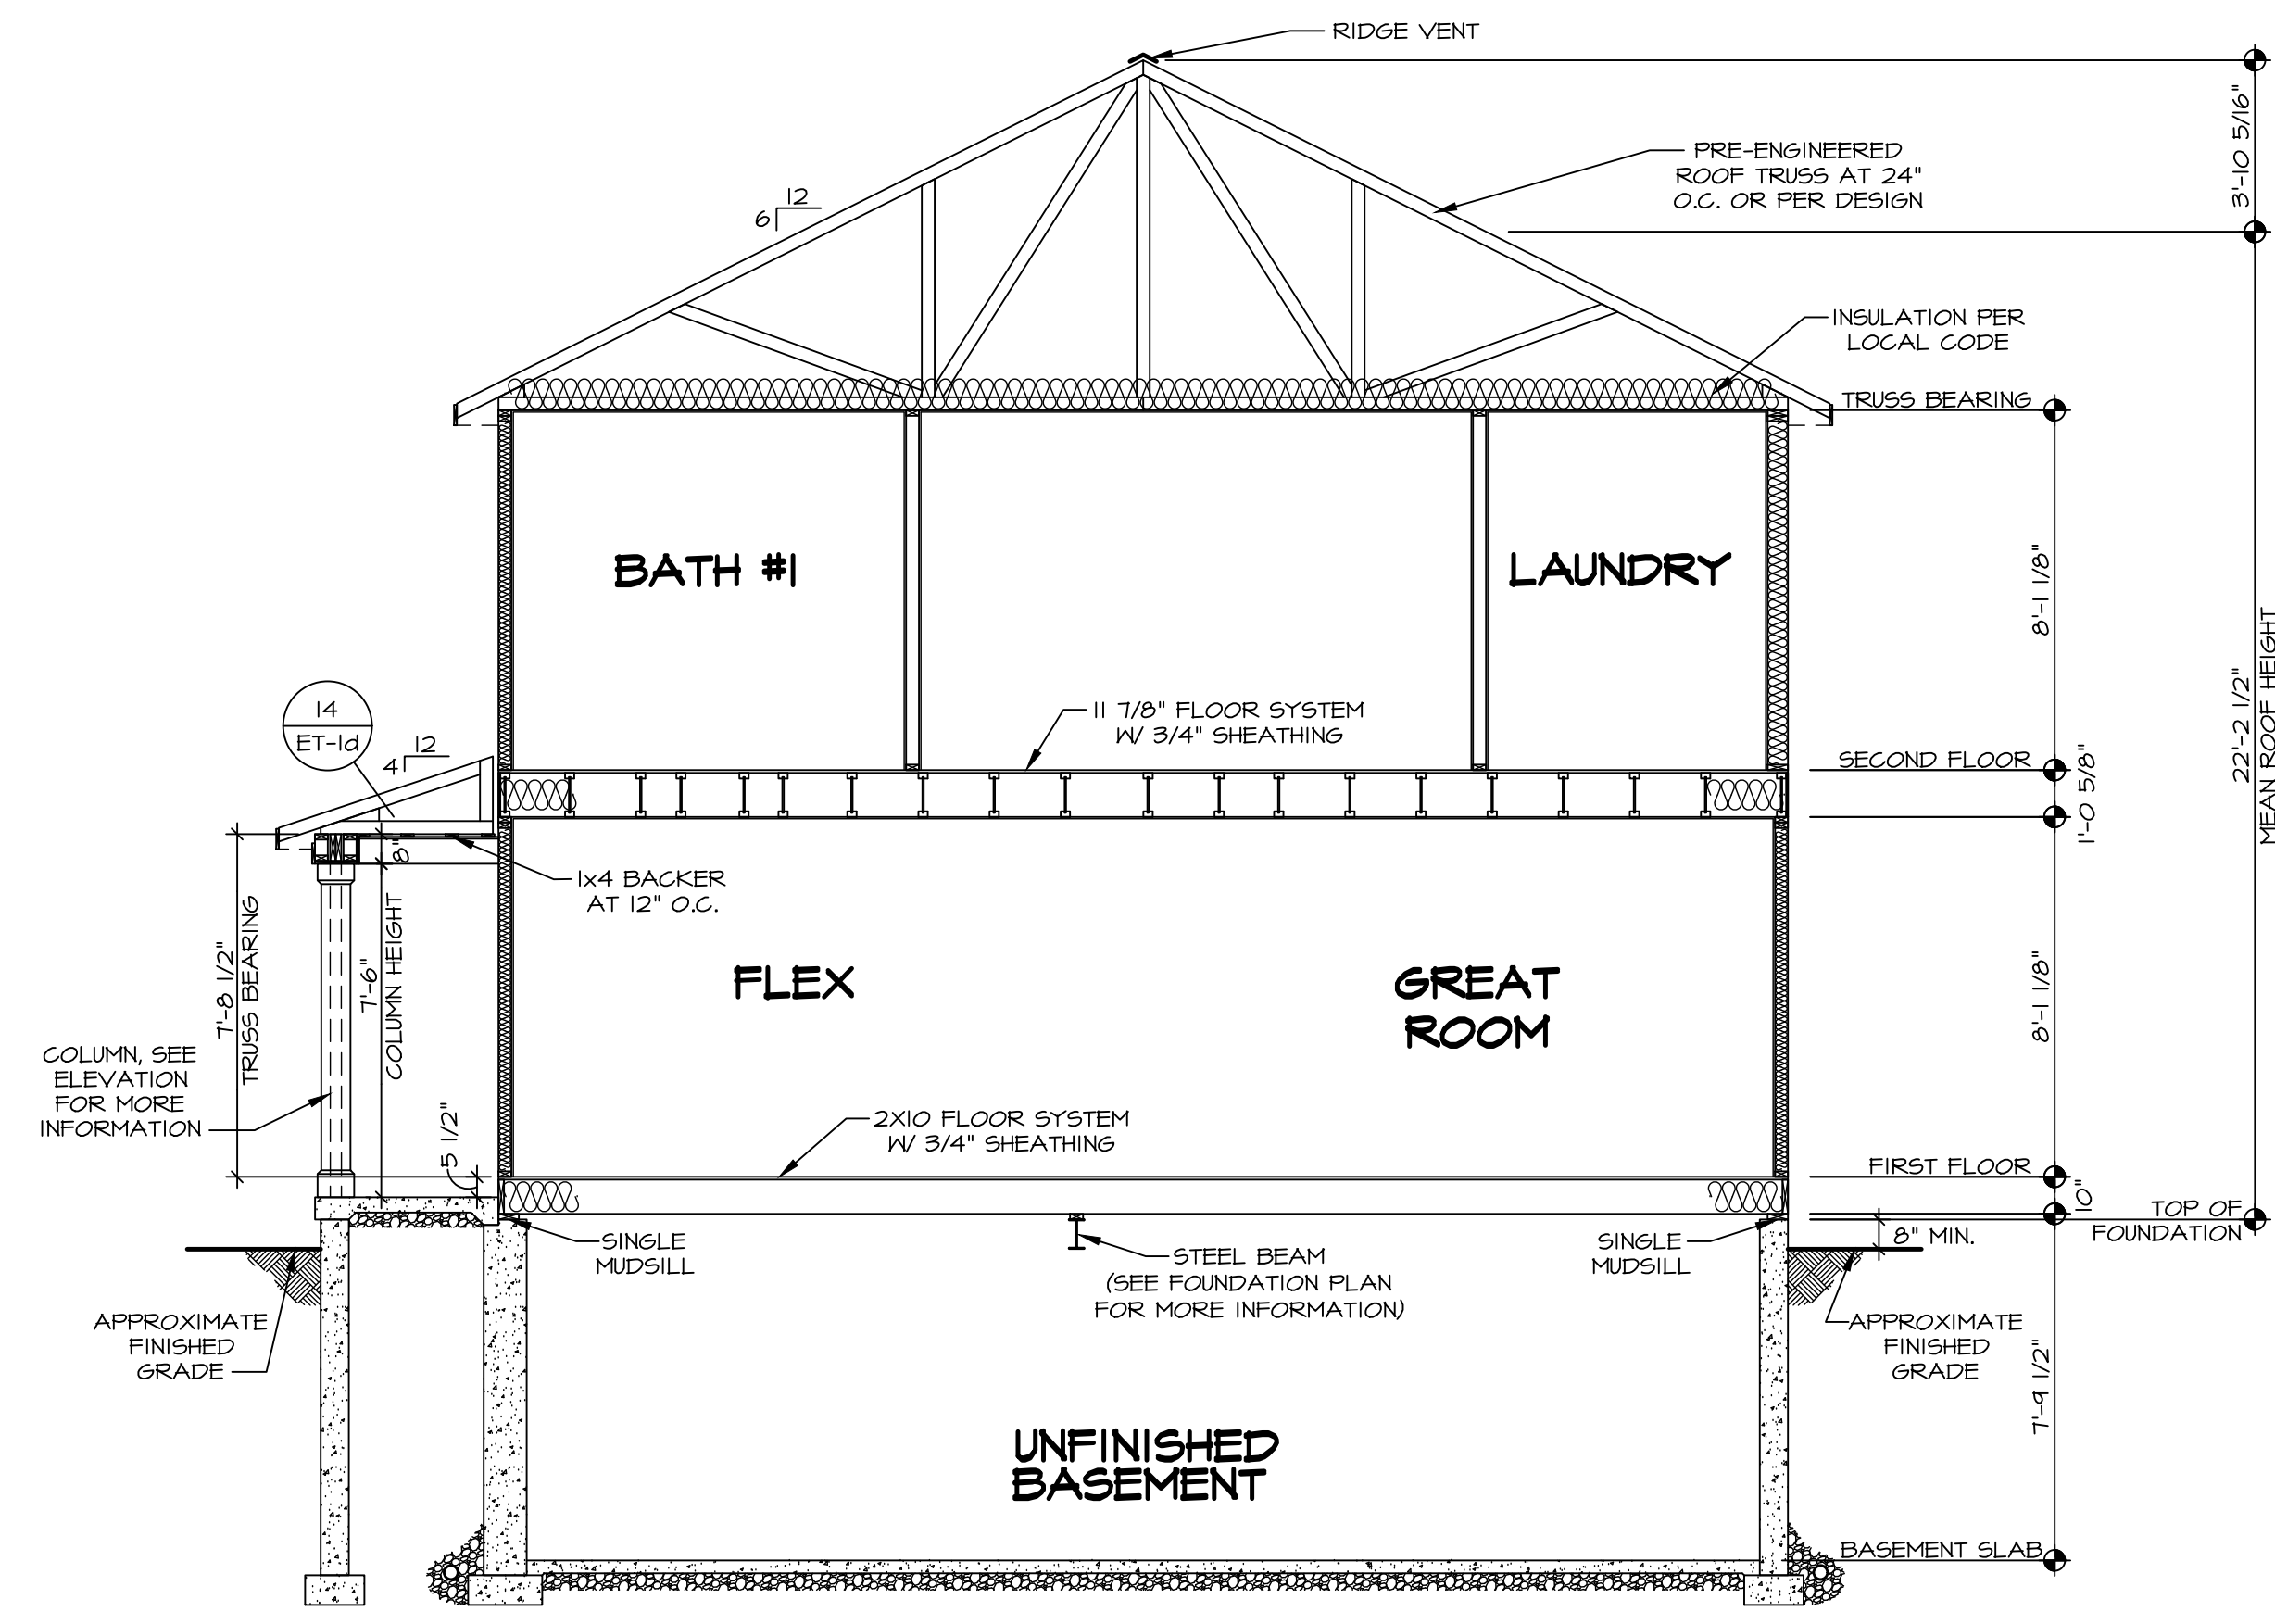 RIDGE VENT
3'-10 5/16"
PRE-ENGINEERED
ROOF TRUSS AT 24"
O.C. OR PER DESIGN
12
6
INSULATION PER
LOCAL CODE
TRUSS BEARING
BATH #1
LAUNDRY
8'-1 1/8"
22'-2 1/2"
MEAN ROOF HEIGHT
14
ET-1d
12
4
11 7/8" FLOOR SYSTEM
W/ 3/4" SHEATHING
SECOND FLOOR
1'-0 5/8"
8"
1x4 BACKER
AT 12" O.C.
7'-8 1/2"
TRUSS BEARING
7'-6"
COLUMN HEIGHT
FLEX
GREAT
ROOM
8'-1 1/8"
COLUMN, SEE
ELEVATION
FOR MORE
INFORMATION
5 1/2"
2X10 FLOOR SYSTEM
W/ 3/4" SHEATHING
FIRST FLOOR
10"
TOP OF
FOUNDATION
8" MIN.
SINGLE
MUDSILL
STEEL BEAM
(SEE FOUNDATION PLAN
FOR MORE INFORMATION)
SINGLE
MUDSILL
APPROXIMATE
FINISHED
GRADE
APPROXIMATE
FINISHED
GRADE
7'-9 1/2"
UNFINISHED
BASEMENT
BASEMENT SLAB